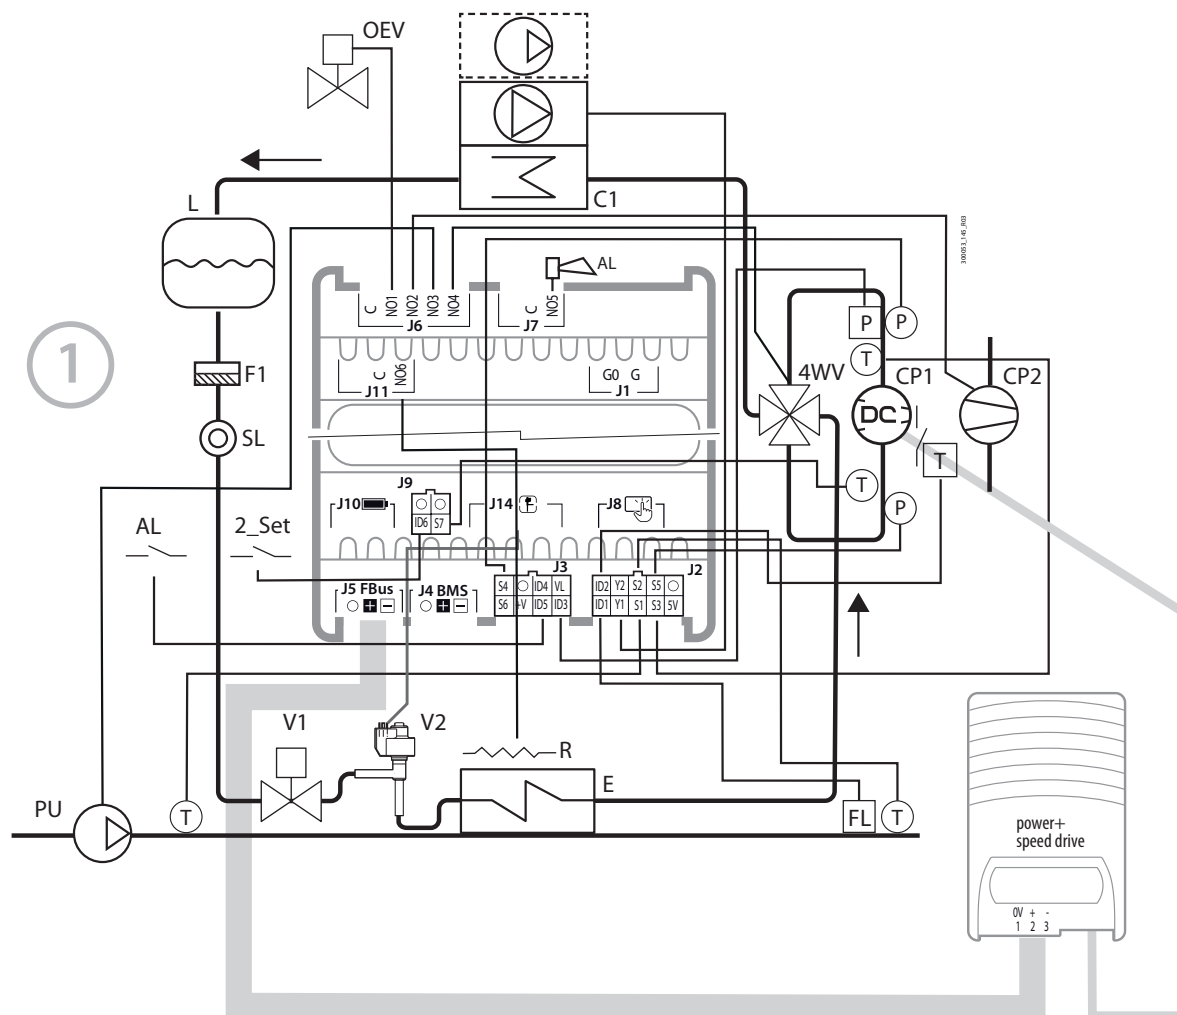 OEV
C1
L
300053_145_R03
AL
C NO1 NO2 NO3 NO4
J6
C NO5
J7
P P
T
1
F1
C NO6
J11
G0 G
J1
4WV
CP1
CP2
DC
SL
T
J9
T
J10
J14
J8
P
AL
2_Set
ID6 S7
J3
J2
J5 FBus
J4 BMS
S4 ID4 VL
S6 +V ID5 ID3
ID2 Y2 S2 S5
ID1 Y1 S1 S3 5V
+ -
+ -
V1
V2
R
E
PU
T
FL
T
power+
speed drive
0V + -
1 2 3